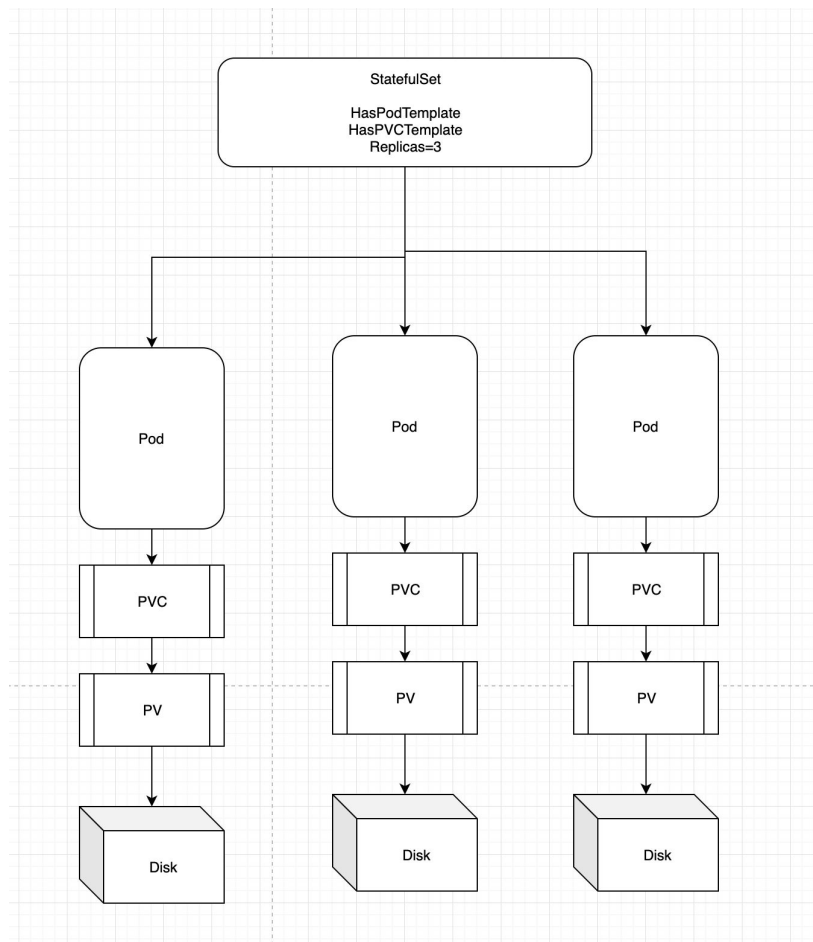 StatefulSet
HasPodTemplate
HasPVCTemplate
Replicas=3
Pod
Pod
Pod
PVC
PVC
PVC
PV
PV
PV
Disk
Disk
Disk